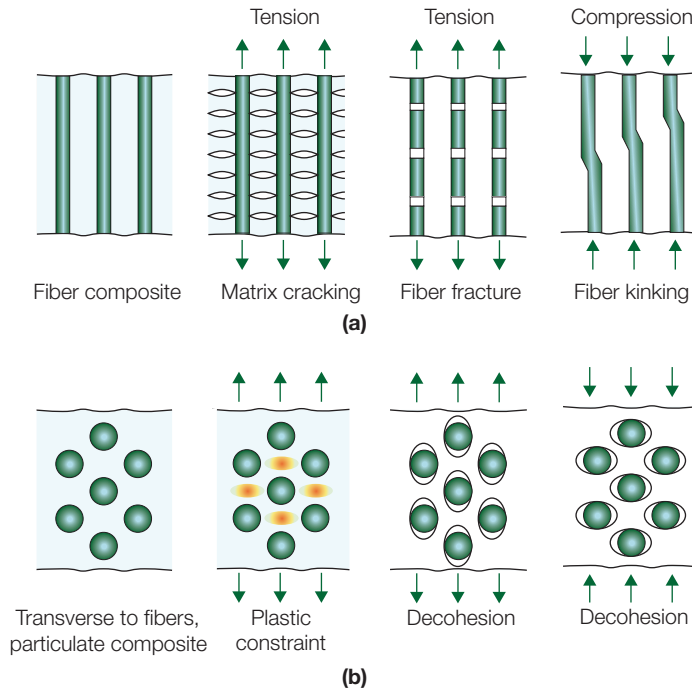 Tension
Tension
Compression
Fiber composite
Matrix cracking
Fiber fracture
Fiber kinking
(a)
Transverse to fibers,
particulate composite
Plastic
constraint
Decohesion
Decohesion
(b)